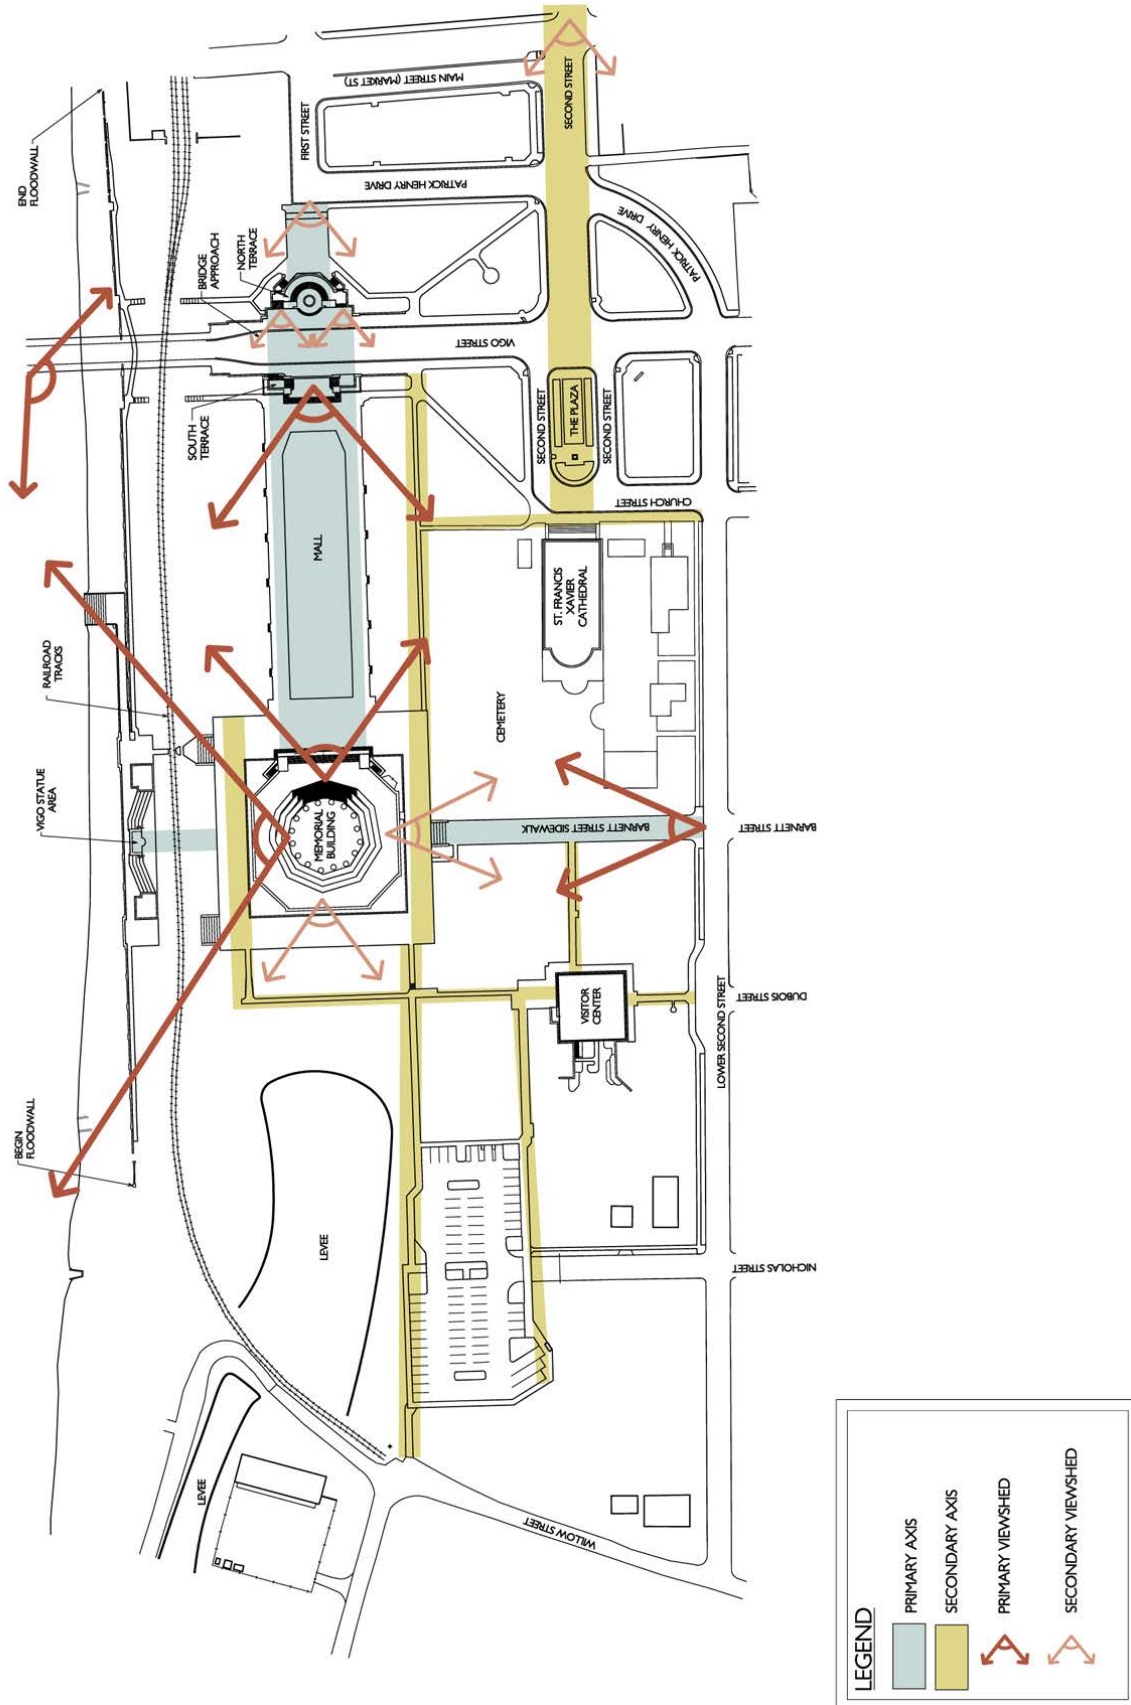 END
FLOODWALL
MAIN STREET (MARKET ST)
FIRST STREET
SECOND STREET
PATRICK HENRY DRIVE
PATRICK HENRY DRIVE
NORTH
TERRACE
BRIDGE
APPROACH
VIGO STREET
SOUTH
TERRACE
SECOND STREET
THE PLAZA
SECOND STREET
CHURCH STREET
MALL
ST. FRANCIS
XAVIER
CATHEDRAL
RAILROAD
TRACKS
CEMETERY
VIGO STATUE
AREA
MEMORIAL
BUILDING
BARNETT STREET SIDEWALK
BARNETT STREET
VISITOR
CENTER
DUBOIS STREET
LOWER SECOND STREET
BEGIN
FLOODWALL
LEVEE
NICHOLAS STREET
LEVEE
WILLOW STREET
LEGEND
PRIMARY AXIS
SECONDARY AXIS
PRIMARY VIEWSHED
SECONDARY VIEWSHED